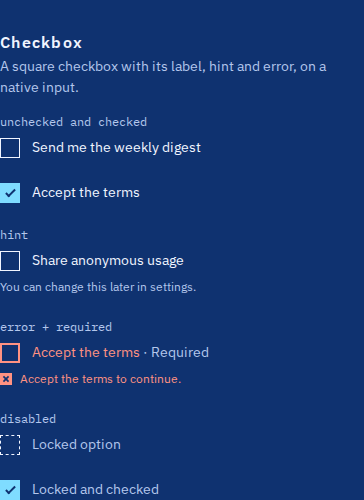 Checkbox
A square checkbox with its label, hint and error, on a
native input.
unchecked and checked
Send me the weekly digest
Accept the terms
hint
Share anonymous usage
You can change this later in settings.
error + required
Accept the terms · Required
Accept the terms to continue.
disabled
Locked option
Locked and checked